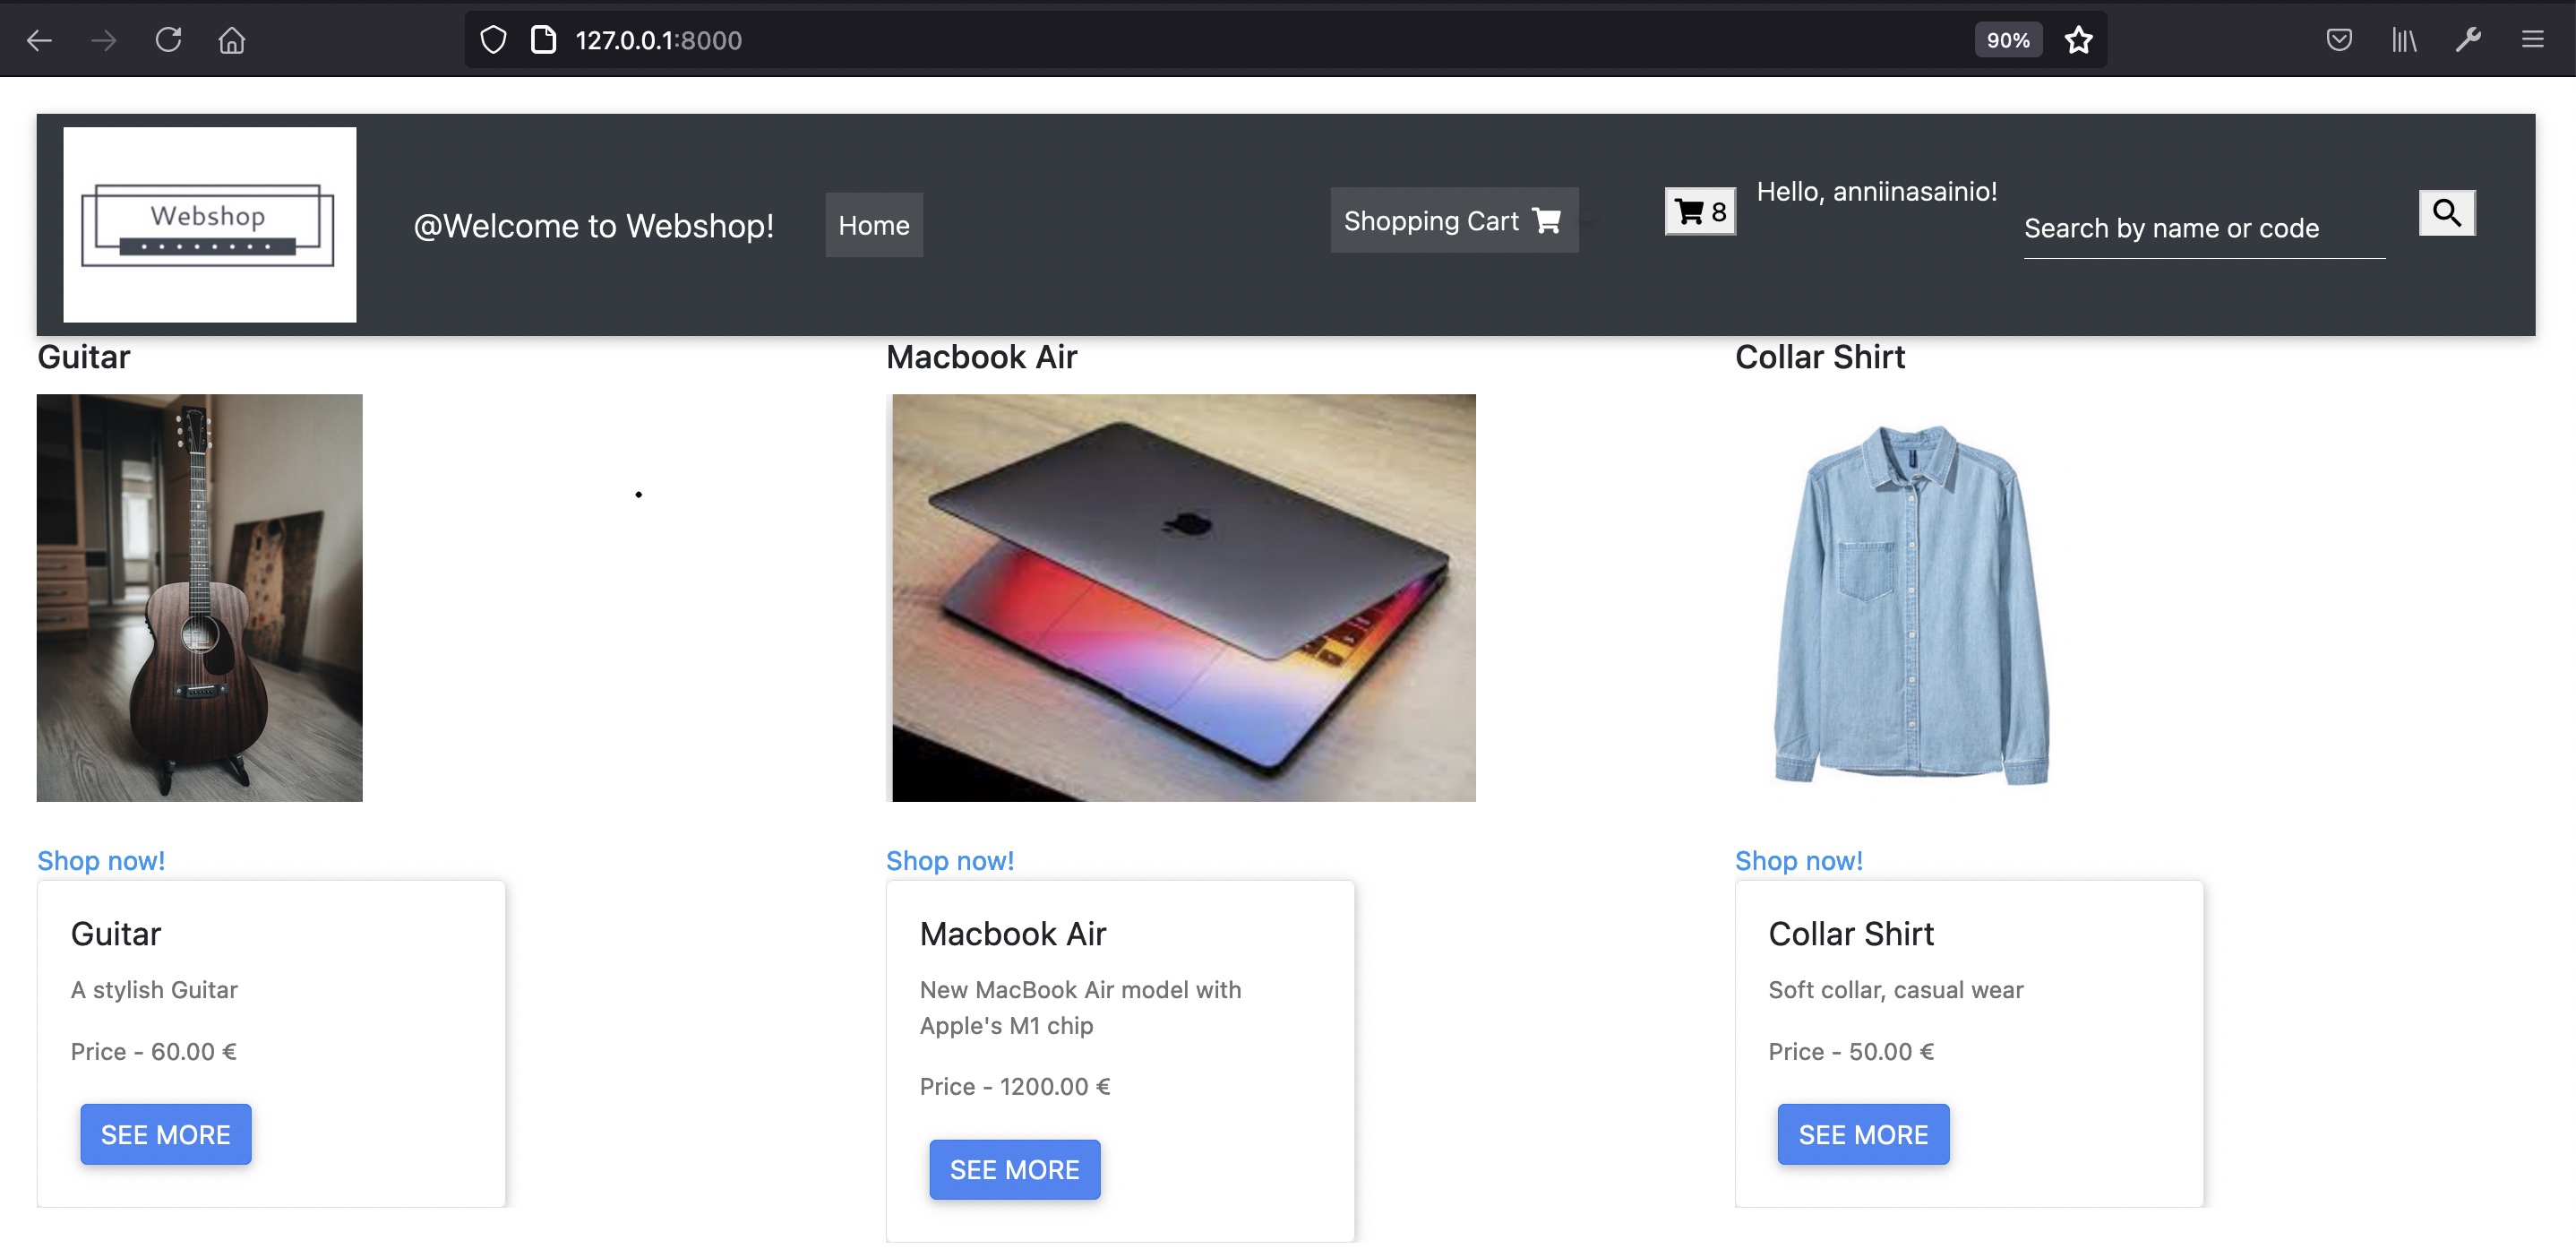 127.0.0.1:8000
90%
Webshop
@Welcome to Webshop!
Home
Shopping Cart
8
Hello, anniinasainio!
Search by name or code
Guitar
Macbook Air
Collar Shirt
Shop now!
Shop now!
Shop now!
Guitar
A stylish Guitar
Price - 60.00 €
SEE MORE
Macbook Air
New MacBook Air model with
Apple's M1 chip
Price - 1200.00 €
SEE MORE
Collar Shirt
Soft collar, casual wear
Price - 50.00 €
SEE MORE